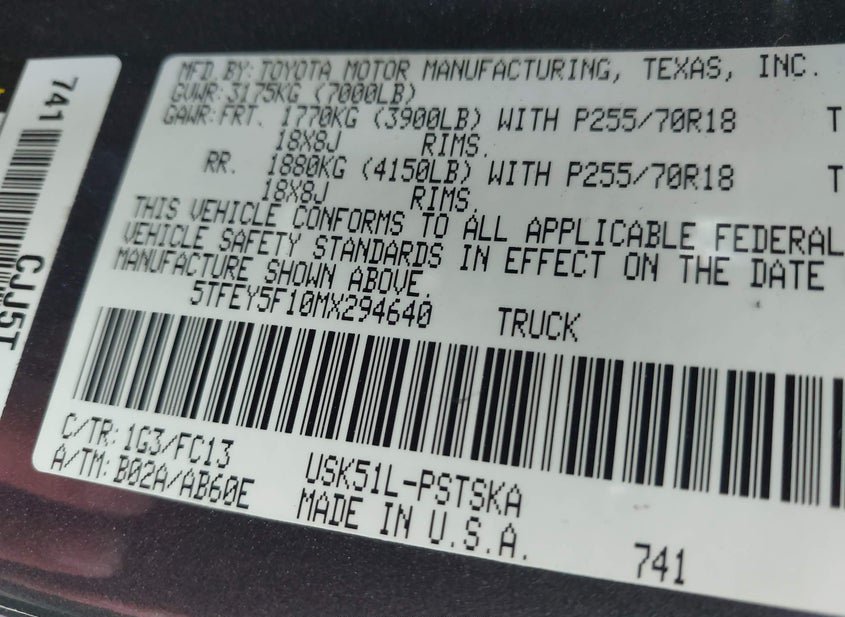 MFD. BY: TOYOTA MOTOR MANUFACTURING, TEXAS, INC.
GVWR: 3175KG (7000LB)
GAWR: FRT. 1770KG (3900LB) WITH P255/70R18 T
18X8J RIMS.
RR. 1880KG (4150LB) WITH P255/70R18 T
18X8J RIMS.
THIS VEHICLE CONFORMS TO ALL APPLICABLE FEDERAL
VEHICLE SAFETY STANDARDS IN EFFECT ON THE DATE
MANUFACTURE SHOWN ABOVE.
5TFEY5F10MX294640 TRUCK
C/TR: 1G3/FC13
A/TM: B02A/AB60E
USK51L-PSTSKA
MADE IN U.S.A.
741
741
CJJ5T